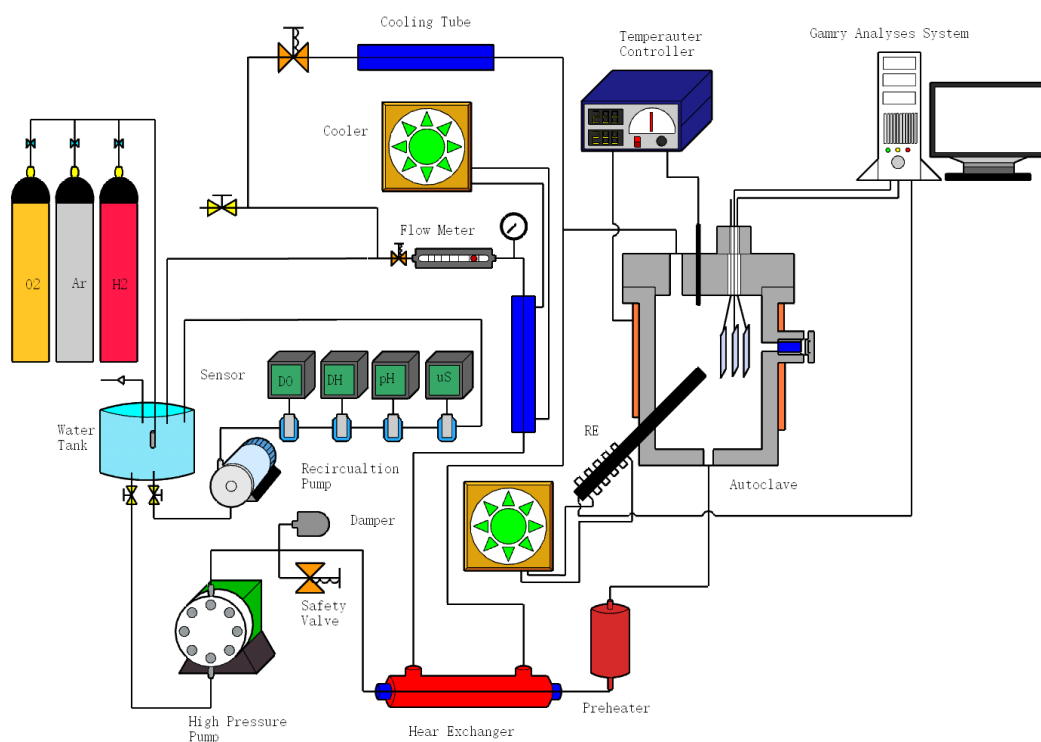 Cooling Tube
Temperauter
Controller
Gamry Analyses System
Cooler
Flow Meter
O2
Ar
H2
Sensor
DO
DH
pH
uS
Water
Tank
Recircualtion
Pump
RE
Autoclave
Damper
Safety
Valve
Preheater
High Pressure
Pump
Hear Exchanger